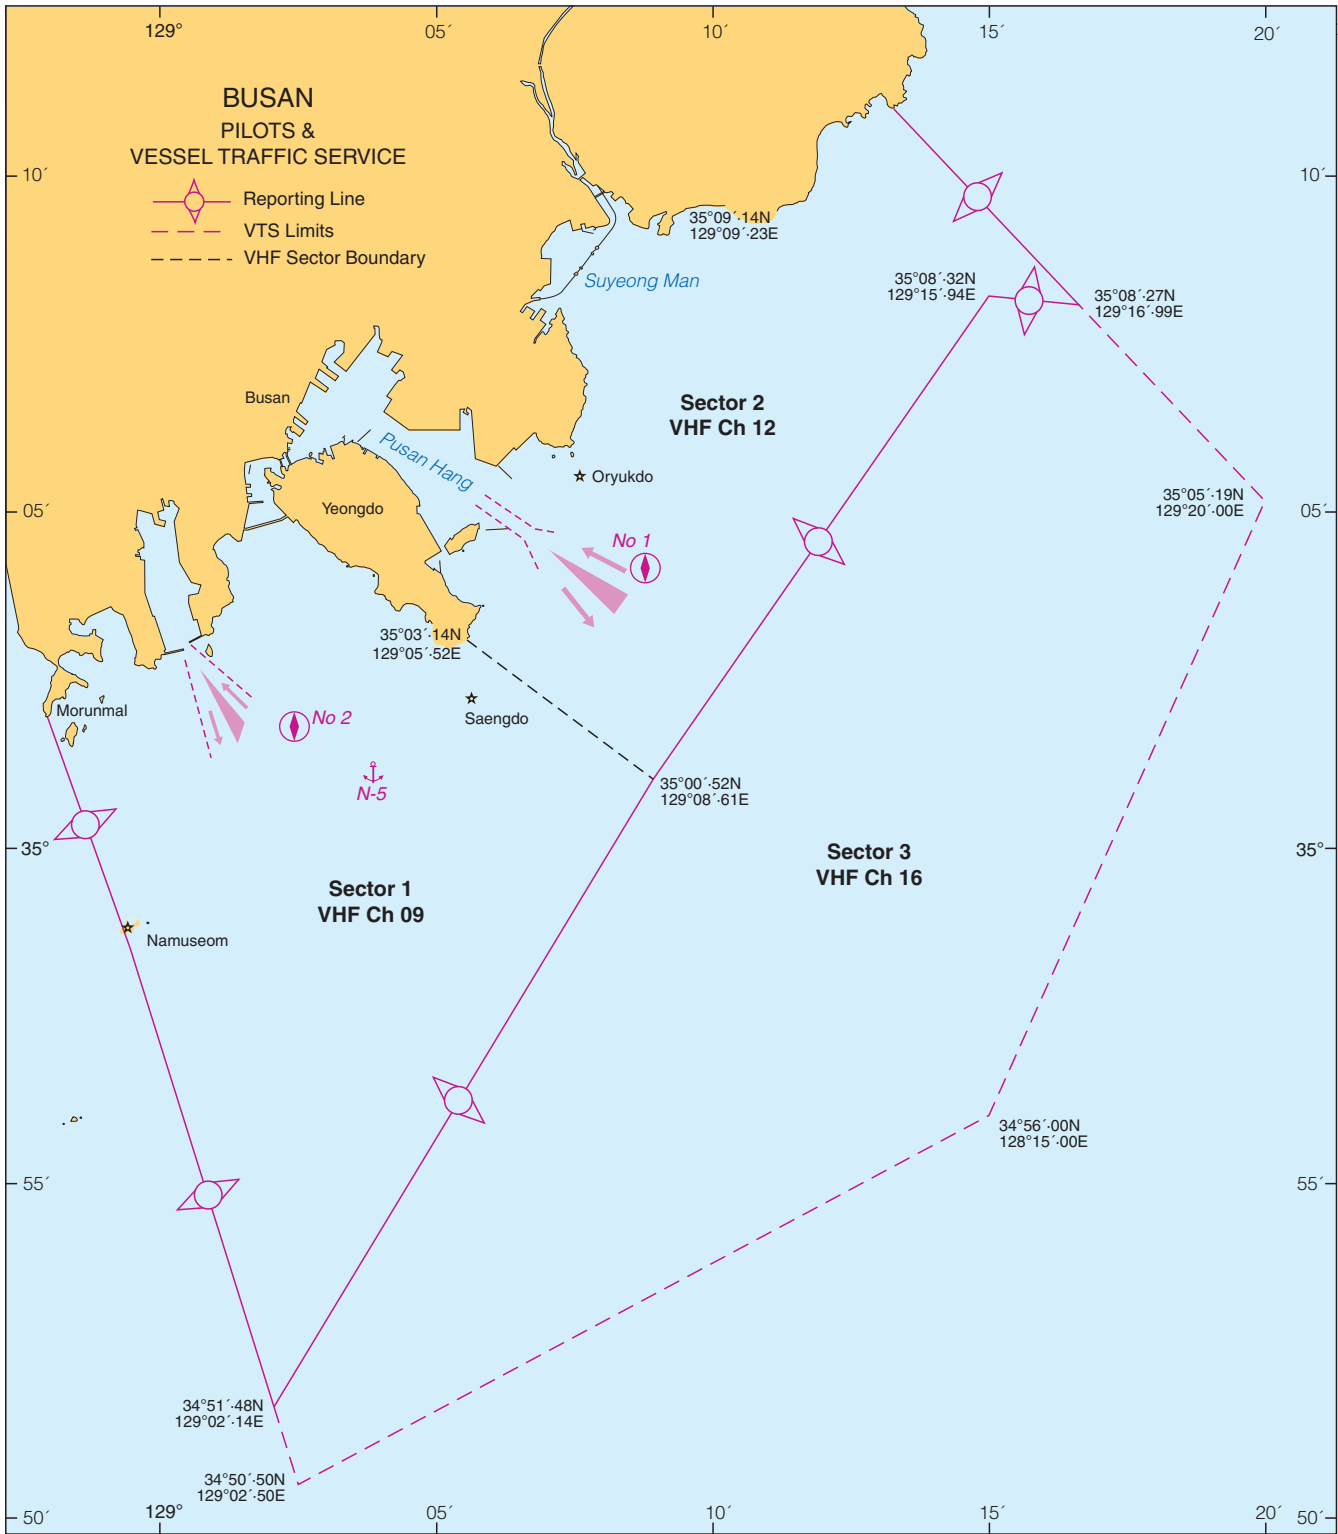 129°
05´
10´
15´
20´
BUSAN
PILOTS &
VESSEL TRAFFIC SERVICE
Reporting Line
VTS Limits
VHF Sector Boundary
10´
10´
35°09´·14N
129°09´·23E
Suyeong Man
35°08´·32N
129°15´·94E
35°08´·27N
129°16´·99E
Busan
Sector 2
VHF Ch 12
Pusan Hang
Oryukdo
Yeongdo
35°05´·19N
129°20´·00E
05´
05´
No 1
35°03´·14N
129°05´·52E
Morunmal
No 2
Saengdo
N-5
35°00´·52N
129°08´·61E
35°
35°
Sector 3
VHF Ch 16
Sector 1
VHF Ch 09
Namuseom
34°56´·00N
128°15´·00E
55´
55´
34°51´·48N
129°02´·14E
34°50´·50N
129°02´·50E
50´
129°
05´
10´
15´
20´
50´